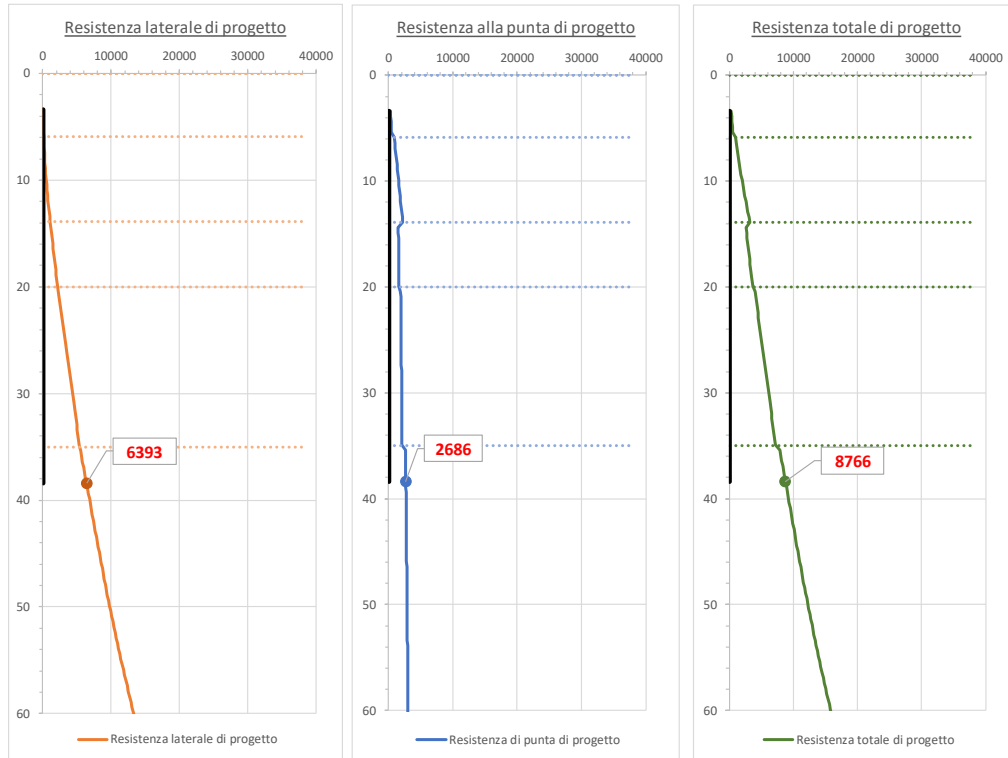 Resistenza laterale di progetto
0 10000 20000 30000 40000
0
10
20
30
40
50
60
6393
Resistenza laterale di progetto
Resistenza alla punta di progetto
0 10000 20000 30000 40000
0
10
20
30
40
50
60
2686
Resistenza di punta di progetto
Resistenza totale di progetto
0 10000 20000 30000 40000
0
10
20
30
40
50
60
8766
Resistenza totale di progetto